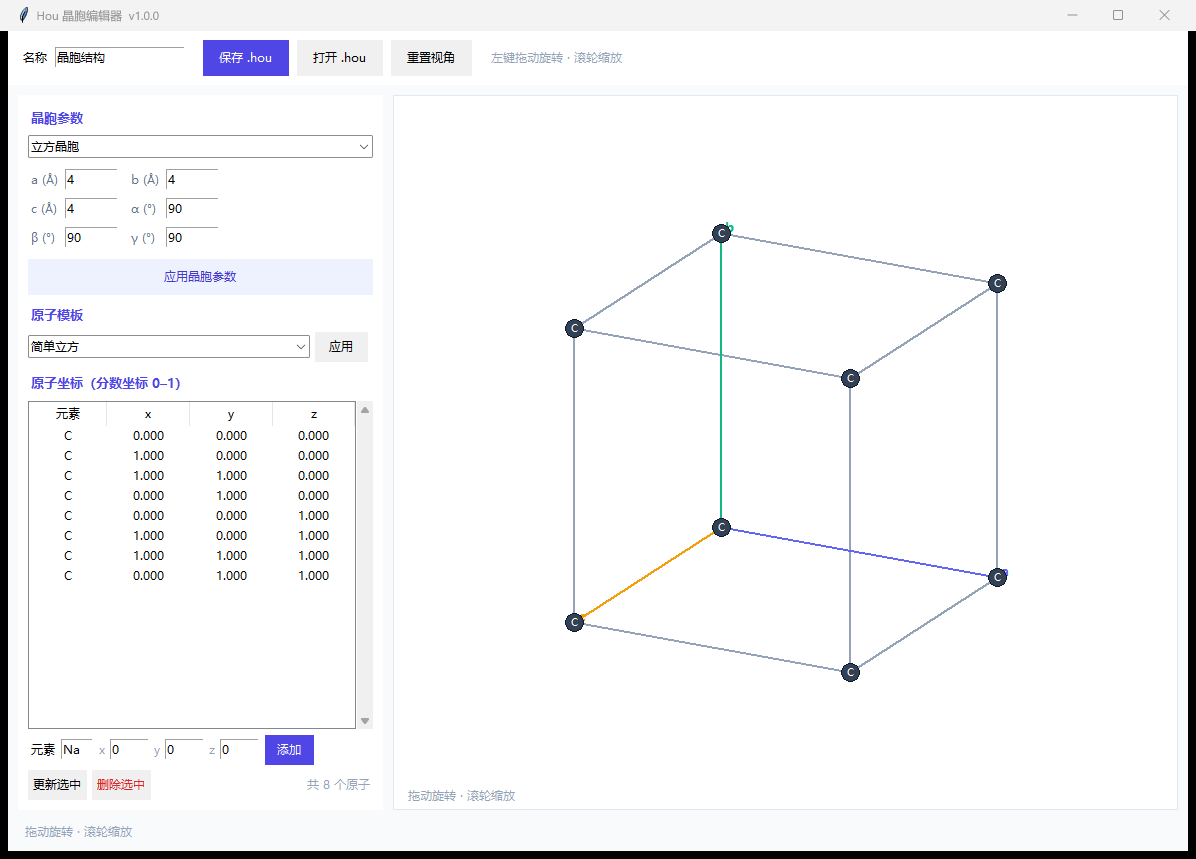 Hou 晶胞编辑器 v1.0.0
名称 晶胞结构 保存 .hou 打开 .hou 重置视角 左键拖动旋转 · 滚轮缩放
晶胞参数
立方晶胞
a (Å) 4 b (Å) 4
c (Å) 4 α (°) 90
β (°) 90 γ (°) 90
应用晶胞参数
原子模板
简单立方 应用
原子坐标（分数坐标 0–1）
元素 x y z
C 0.000 0.000 0.000
C 1.000 0.000 0.000
C 1.000 1.000 0.000
C 0.000 1.000 0.000
C 0.000 0.000 1.000
C 1.000 0.000 1.000
C 1.000 1.000 1.000
C 0.000 1.000 1.000
元素 Na x 0 y 0 z 0 添加
更新选中 删除选中 共 8 个原子
C
C
C
C
C
C
C
C
拖动旋转 · 滚轮缩放
拖动旋转 · 滚轮缩放